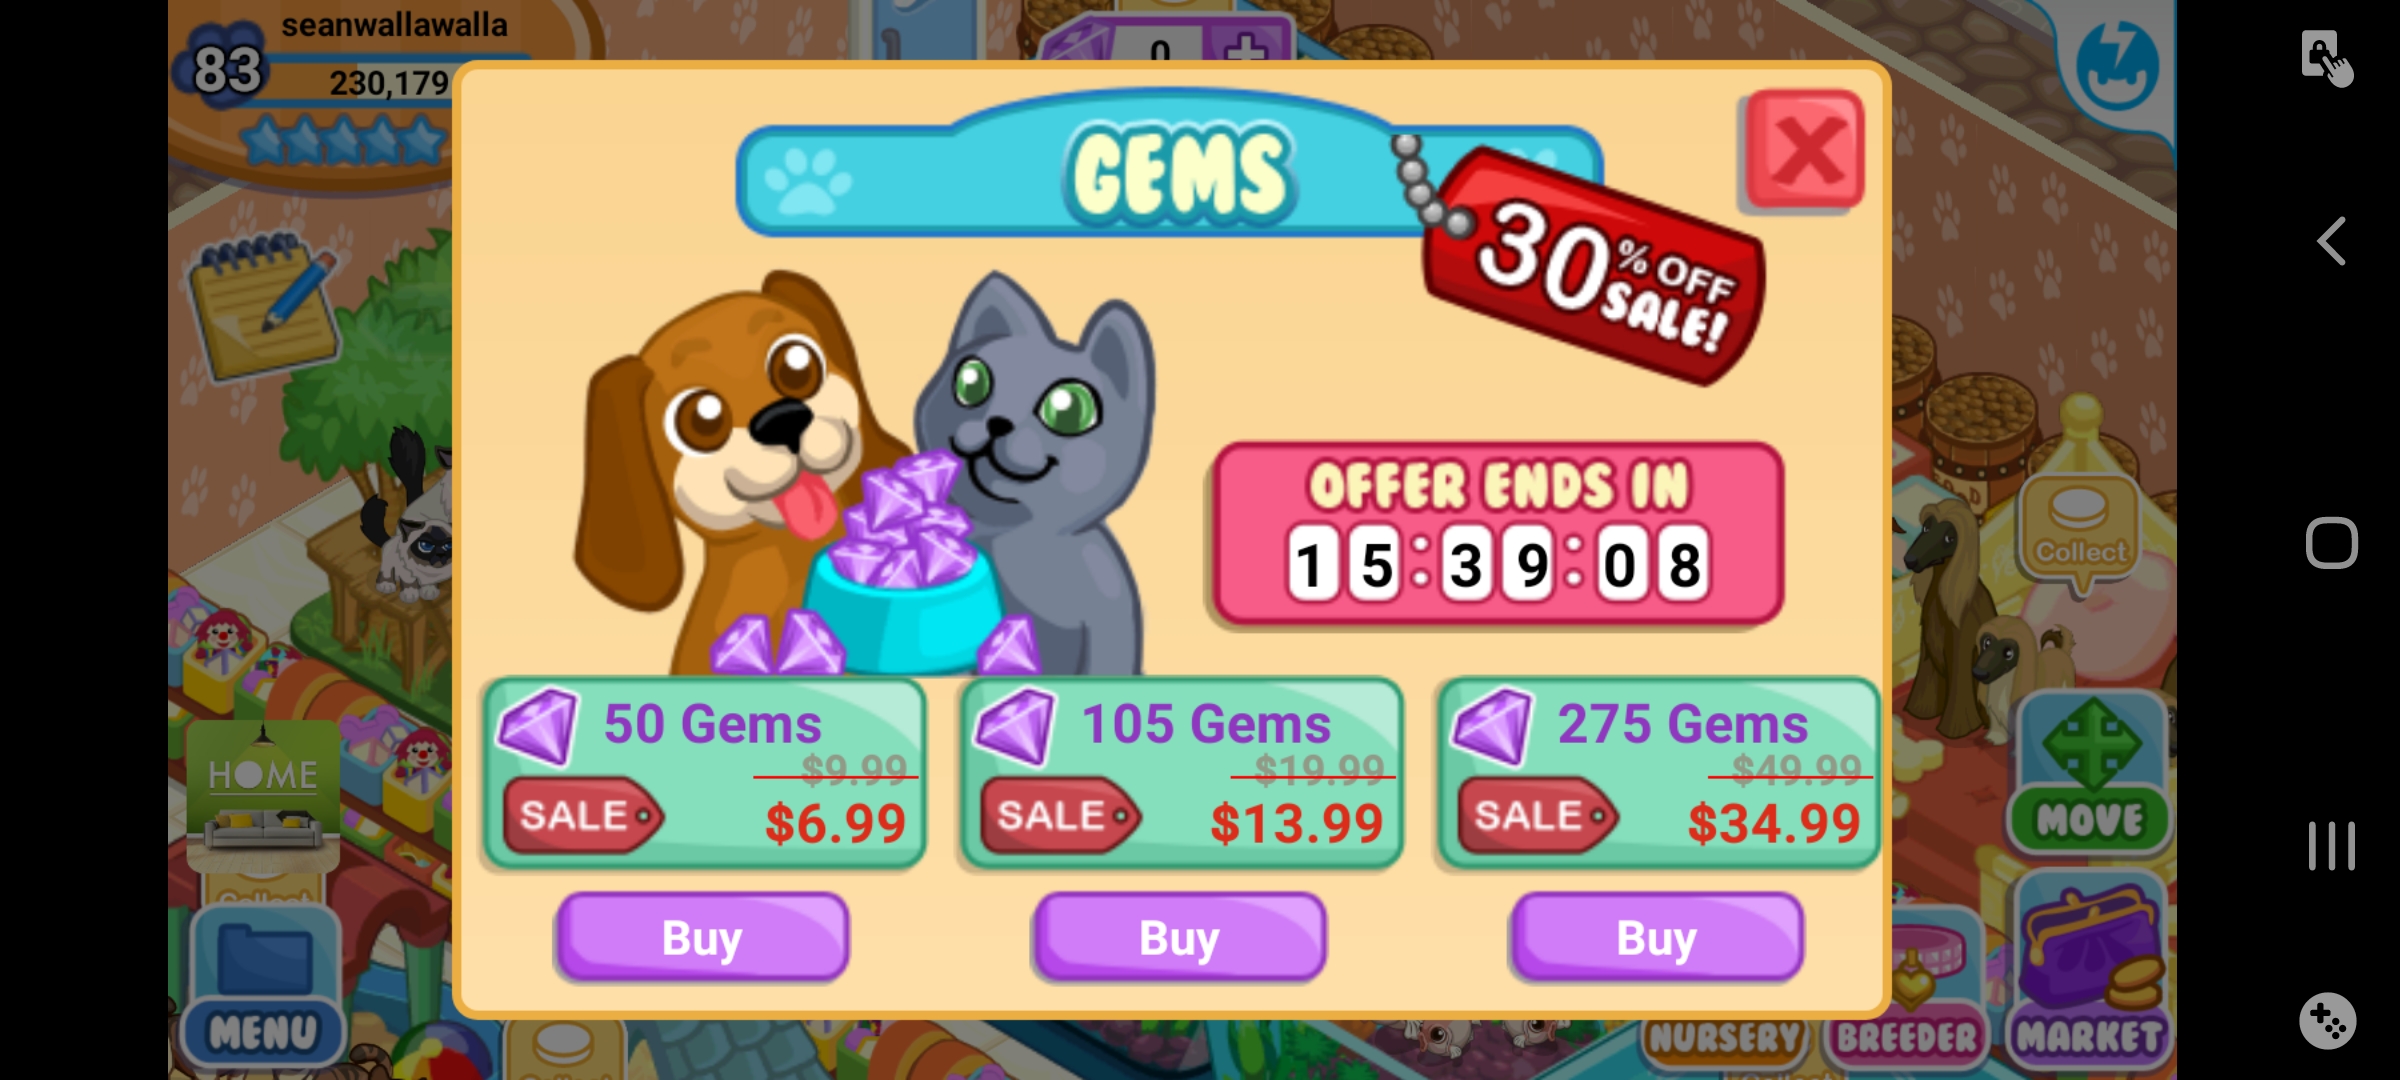 seanwallawalla
83
230,179
0
GEMS
30% OFF
SALE!
OFFER ENDS IN
15:39:08
50 Gems
$9.99
SALE
$6.99
105 Gems
$19.99
SALE
$13.99
275 Gems
$49.99
SALE
$34.99
Buy
Buy
Buy
Collect
HOME
MOVE
Collect
MENU
NURSERY
BREEDER
MARKET